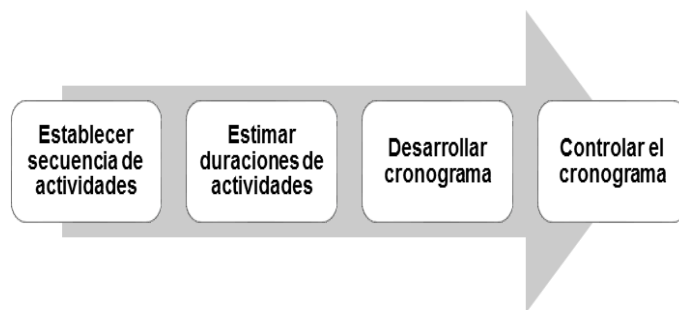 Establecer
secuencia de
actividades
Estimar
duraciones de
actividades
Desarrollar
cronograma
Controlar el
cronograma